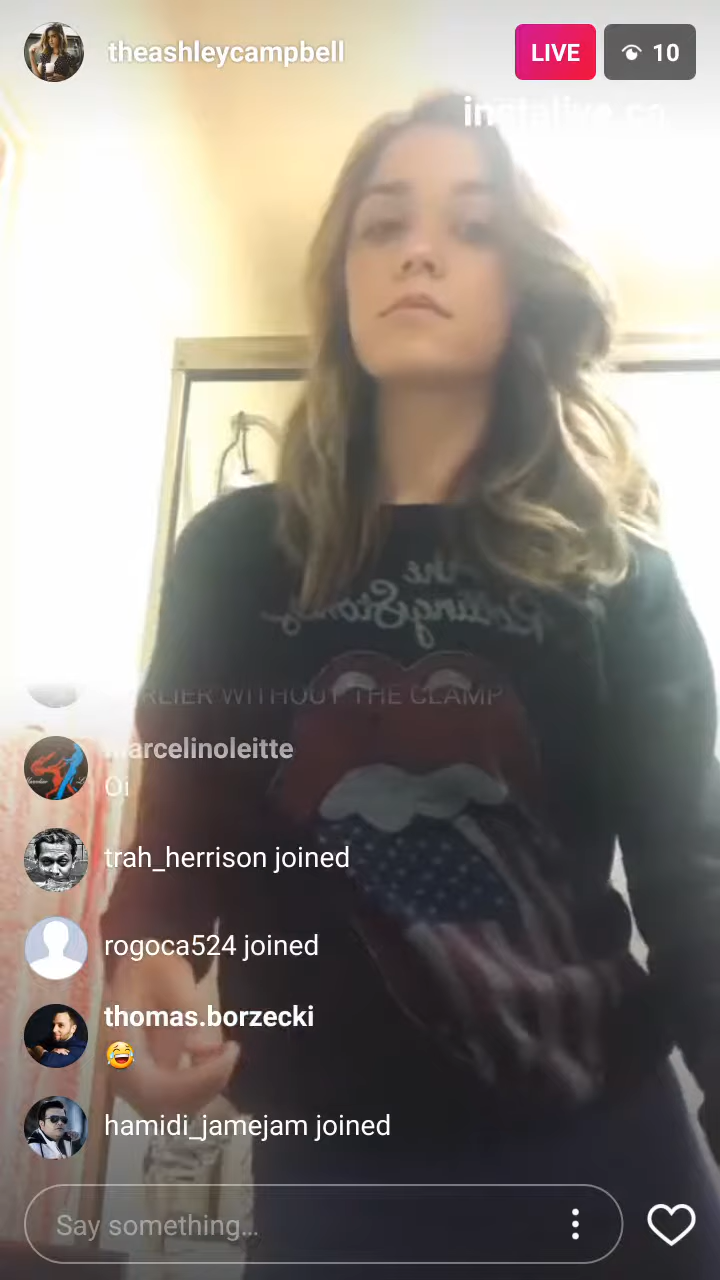 theashleycampbell
LIVE
10
instalive.co
The
Rolling Stones
RLIER WITHOUT THE CLAMP
marcelinoleitte
Oi
trah_herrison joined
rogoca524 joined
thomas.borzecki
😂
hamidi_jamejam joined
Say something...